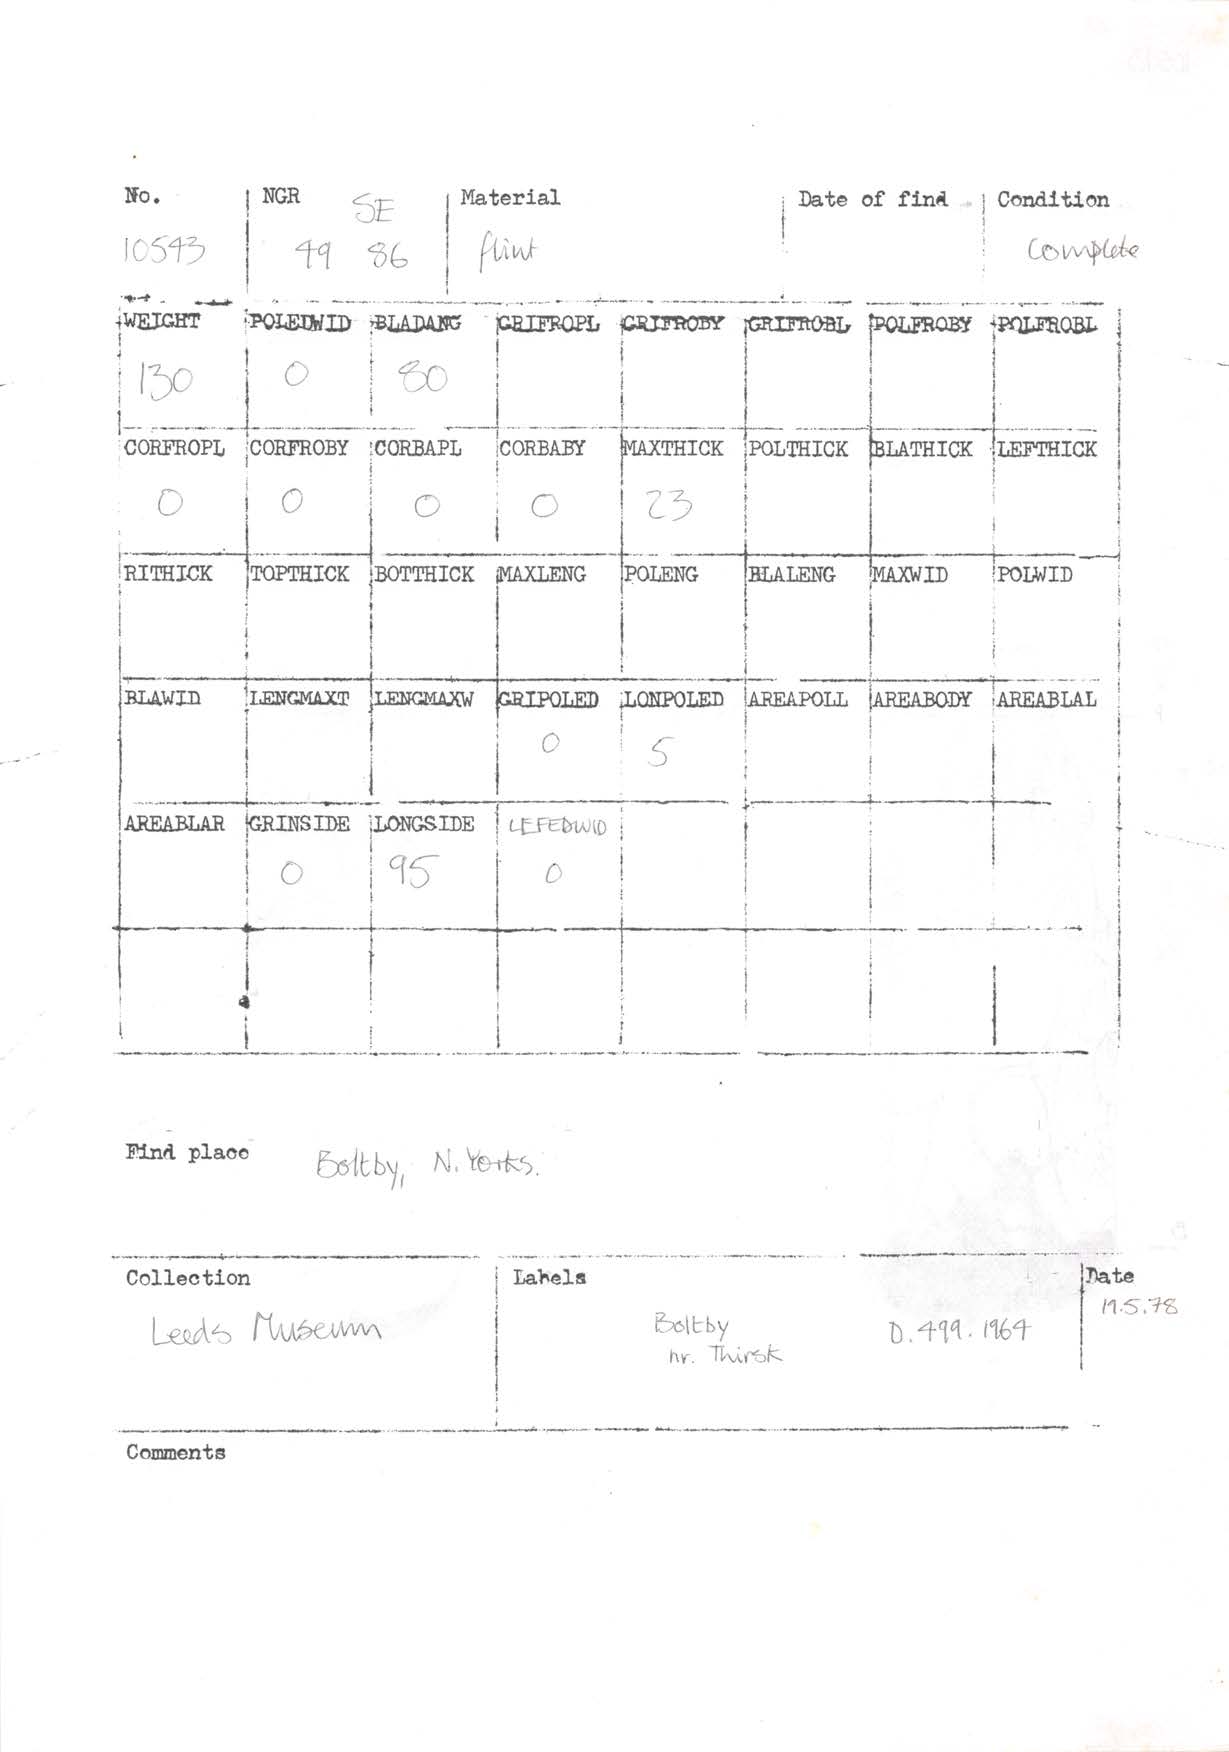 No. NGR SE Material Date of find Condition
10543 49 86 flint Complete
WEIGHT POLEDWID BLADANG GRIFROPL GRIFROBY GRIFROBL POLFROBY POLFROBL
130 0 80
CORFROPL CORFROBY CORBAPL CORBABY MAXTHICK POLTHICK BLATHICK LEFTHICK
0 0 0 0 23
RITHICK TOPTHICK BOTTHICK MAXLENG POLENG BLALENG MAXWID POLWID
BLAWID LENGMAXT LENGMAXW GRIPOLED LONPOLED AREAPOLL AREABODY AREABLAL
0 5
AREABLAR GRINSIDE LONGSIDE LEFEDWID
0 95 0
Find place Boltby, N. Yorks.
Collection Labels Date
Leeds Museum Boltby D.499.1964 19.5.78
nr. Thirsk
Comments